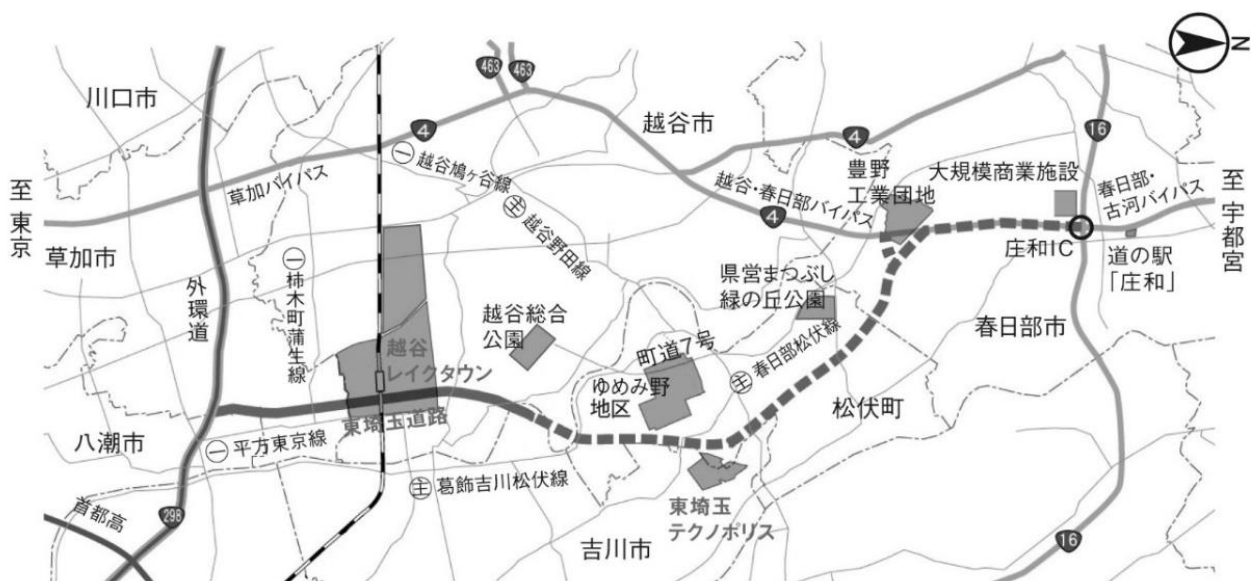 N
463
463
川口市
4
越谷市
4
16
一 越谷鳩ヶ谷線
豊野
工業団地
大規模商業施設
至 東京
草加バイパス
主 越谷野田線
越谷・春日部バイパス
4
春日部・
古河バイパス
至 宇都宮
草加市
庄和IC
道の駅
「庄和」
外環道
一 柿木町蒲生線
県営まつぶし
緑の丘公園
越谷総合
公園
春日部市
越谷
レイクタウン
町道7号
主 春日部松伏線
ゆめみ野
地区
松伏町
東埼玉道路
八潮市
一 平方東京線
主 葛飾吉川松伏線
東埼玉
テクノポリス
首都高
298
吉川市
16